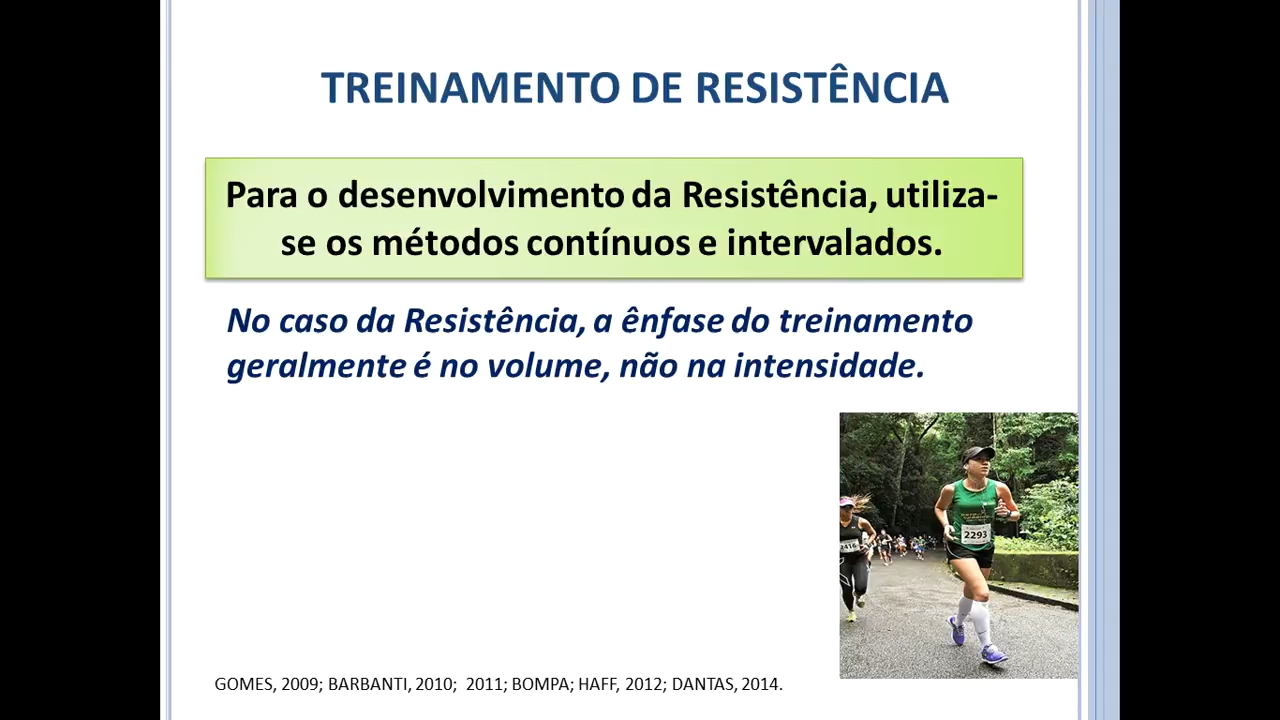 TREINAMENTO DE RESISTÊNCIA
Para o desenvolvimento da Resistência, utiliza-
se os métodos contínuos e intervalados.
No caso da Resistência, a ênfase do treinamento
geralmente é no volume, não na intensidade.
2293
2416
GOMES, 2009; BARBANTI, 2010;  2011; BOMPA; HAFF, 2012; DANTAS, 2014.